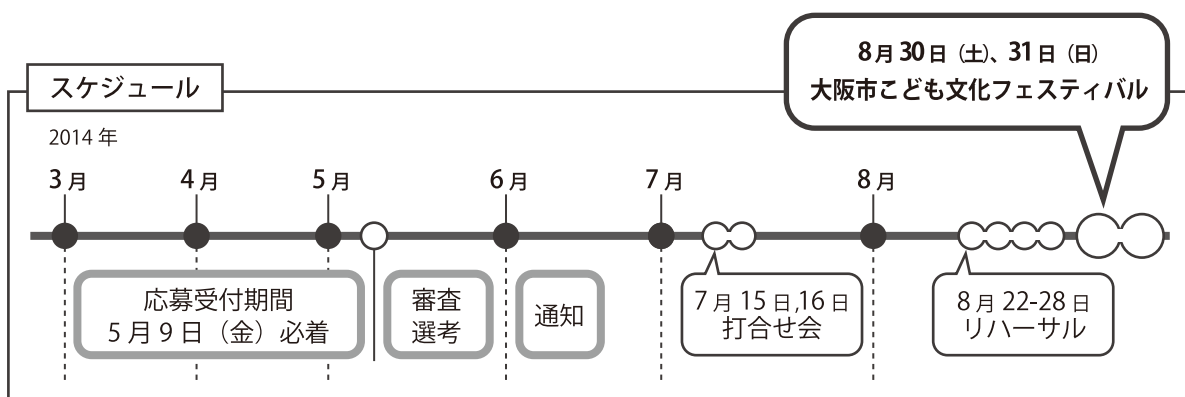 8月30日（土）、31日（日）
大阪市こども文化フェスティバル
スケジュール
2014年
3月 4月 5月 6月 7月 8月
応募受付期間
5月9日（金）必着
審査
選考
通知
7月15日,16日
打合せ会
8月22-28日
リハーサル